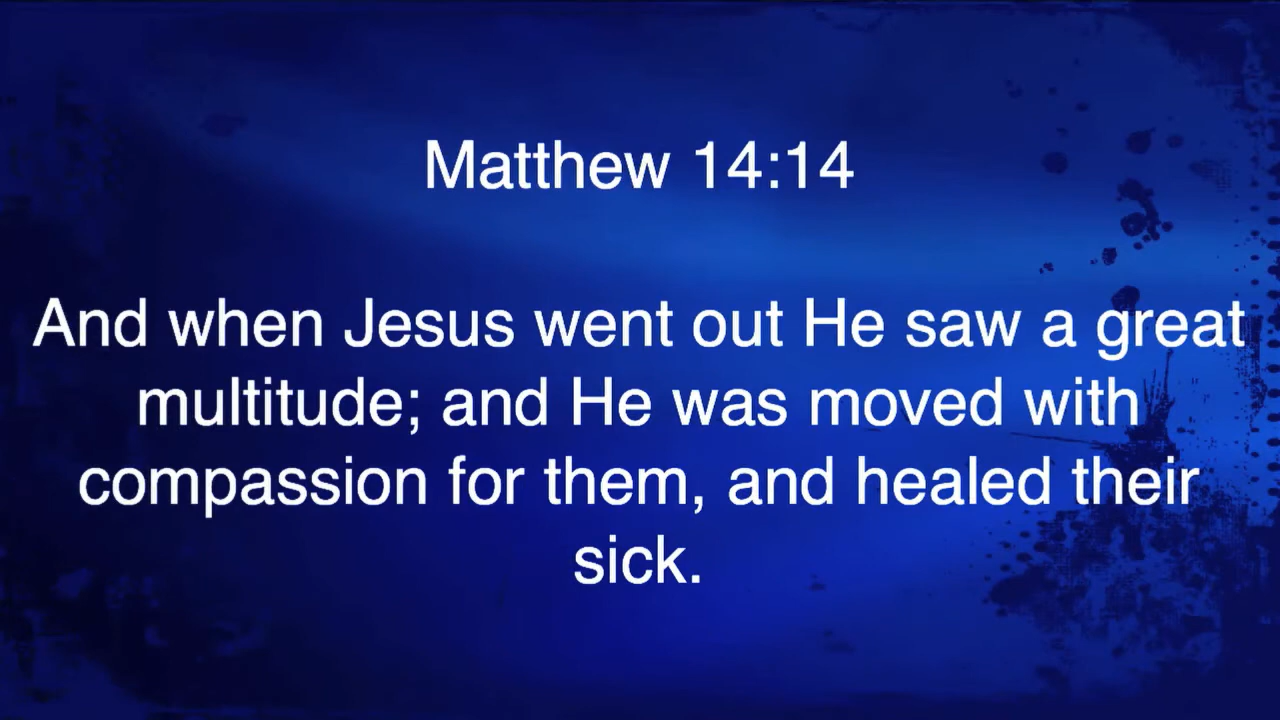 Matthew 14:14
And when Jesus went out He saw a great
multitude; and He was moved with
compassion for them, and healed their
sick.